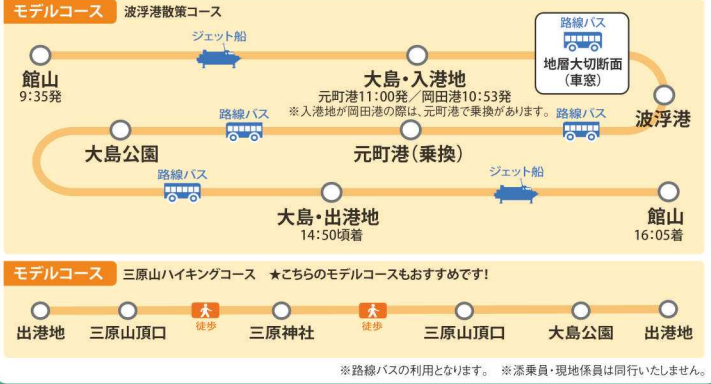 モデルコース 波浮港散策コース
路線バス
ジェット船
地層大切断面
(車窓)
館山
9:35発
大島・入港地
元町港11:00発/岡田港10:53発
※入港地が岡田港の際は、元町港で乗換があります。
波浮港
路線バス
路線バス
大島公園
元町港(乗換)
路線バス
ジェット船
大島・出港地
14:50頃着
館山
16:05着
モデルコース 三原山ハイキングコース ★こちらのモデルコースもおすすめです!
徒歩
徒歩
出港地 三原山頂口 三原神社 三原山頂口 大島公園 出港地
※路線バスの利用となります。 ※添乗員・現地係員は同行いたしません。